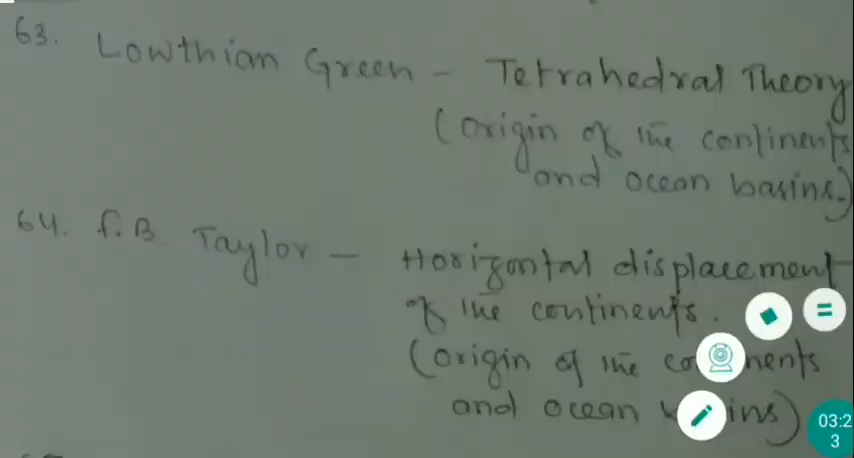 63. Lowthian Green - Tetrahedral Theory
(Origin of the continents
and ocean basins.)
64. F.B. Taylor - Horizontal displacement
of the continents.
(Origin of the
and ocean
03:2
3